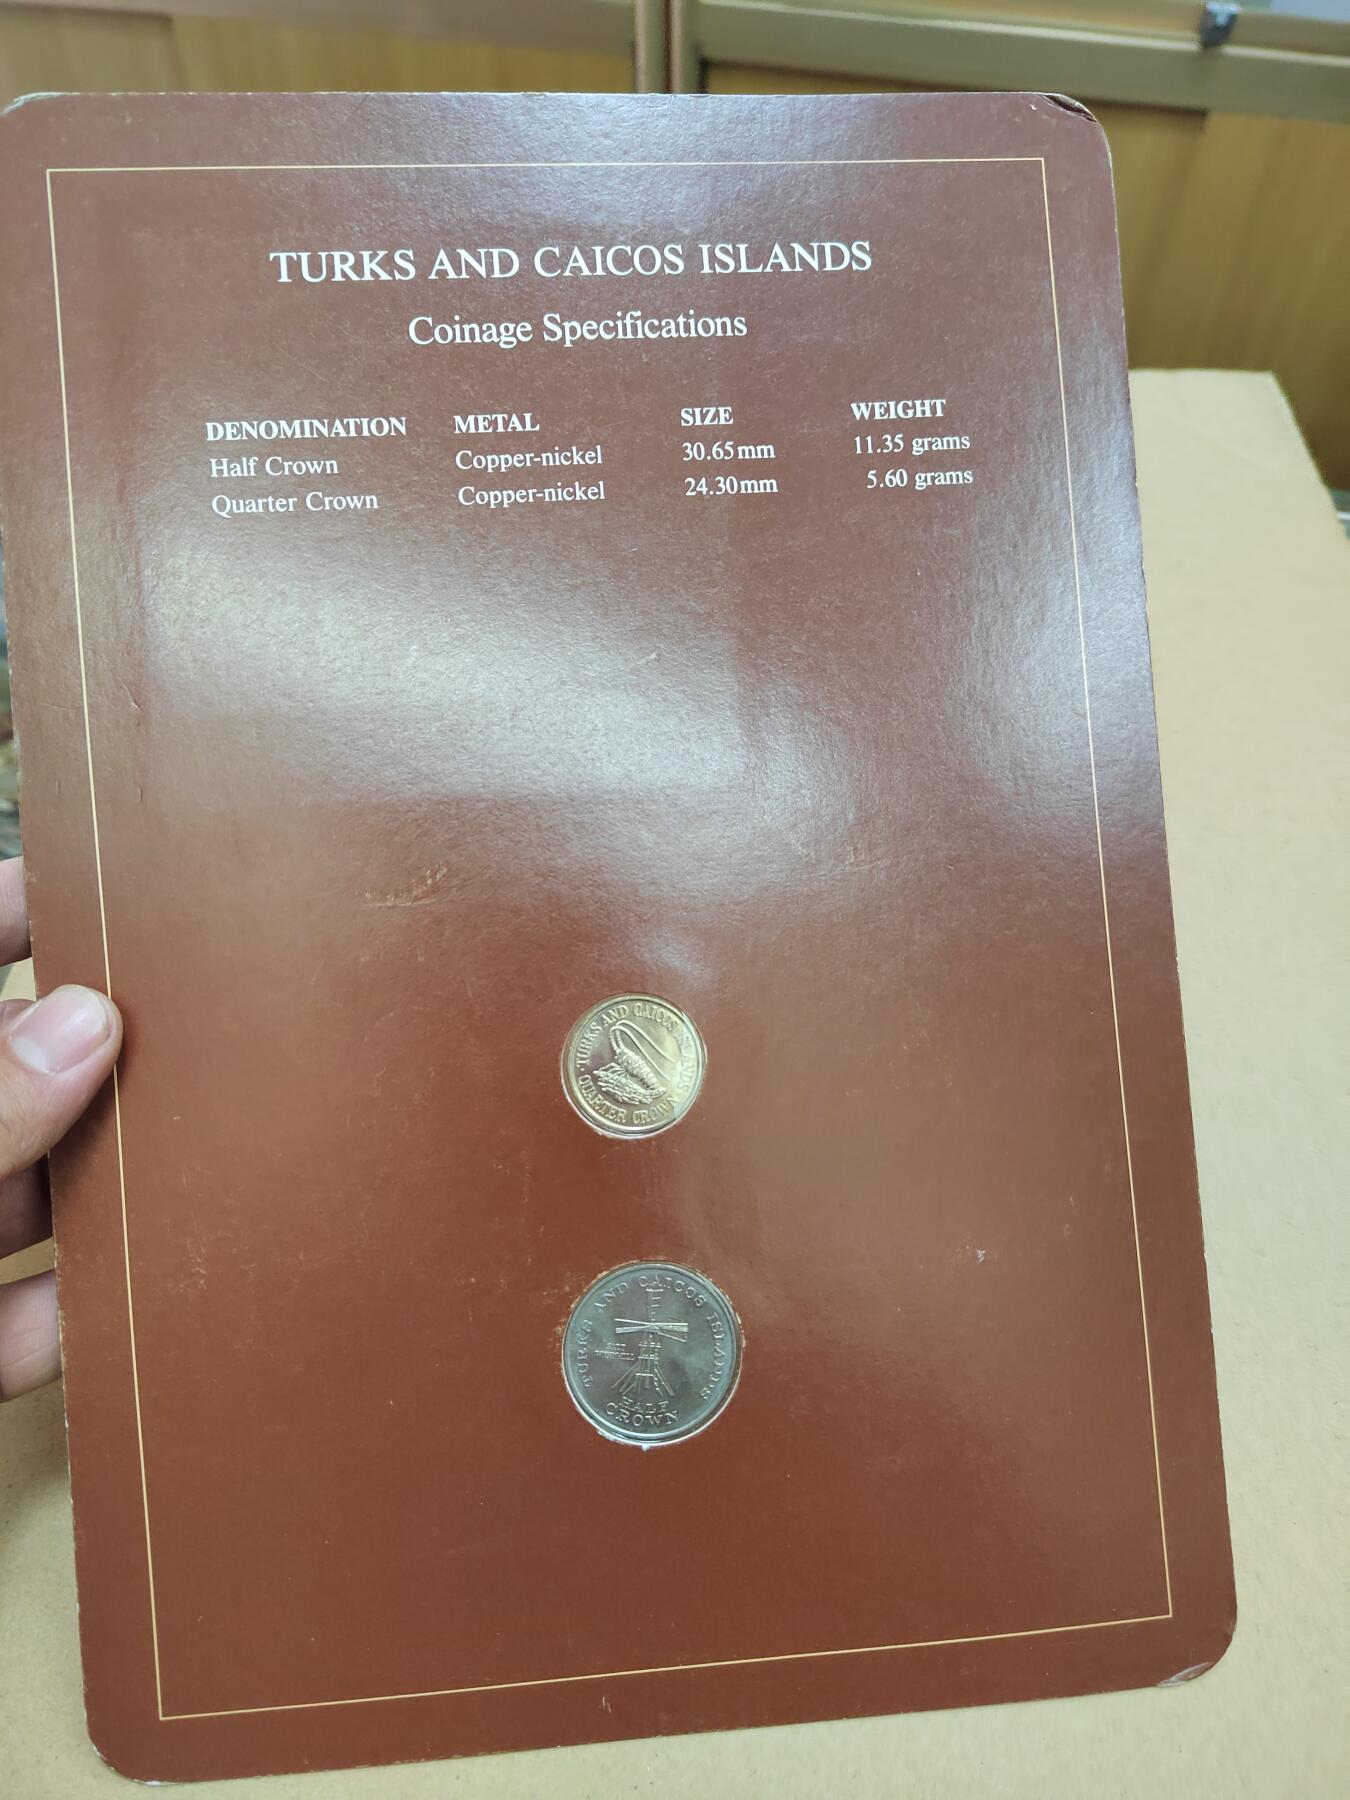 TURKS AND CAICOS ISLANDS
Coinage Specifications
DENOMINATION METAL SIZE WEIGHT
Half Crown Copper-nickel 30.65mm 11.35 grams
Quarter Crown Copper-nickel 24.30mm 5.60 grams
TURKS AND CAICOS ISLANDS
QUARTER CROWN
TURKS AND CAICOS ISLANDS
HALF
CROWN